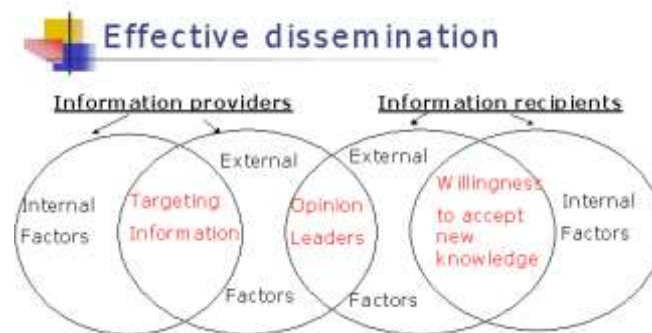 Effective dissemination
Information providers
Information recipients
Internal
Factors
Targeting
Information
External
Factors
Opinion
Leaders
External
Factors
Willingness
to accept
new
knowledge
Internal
Factors